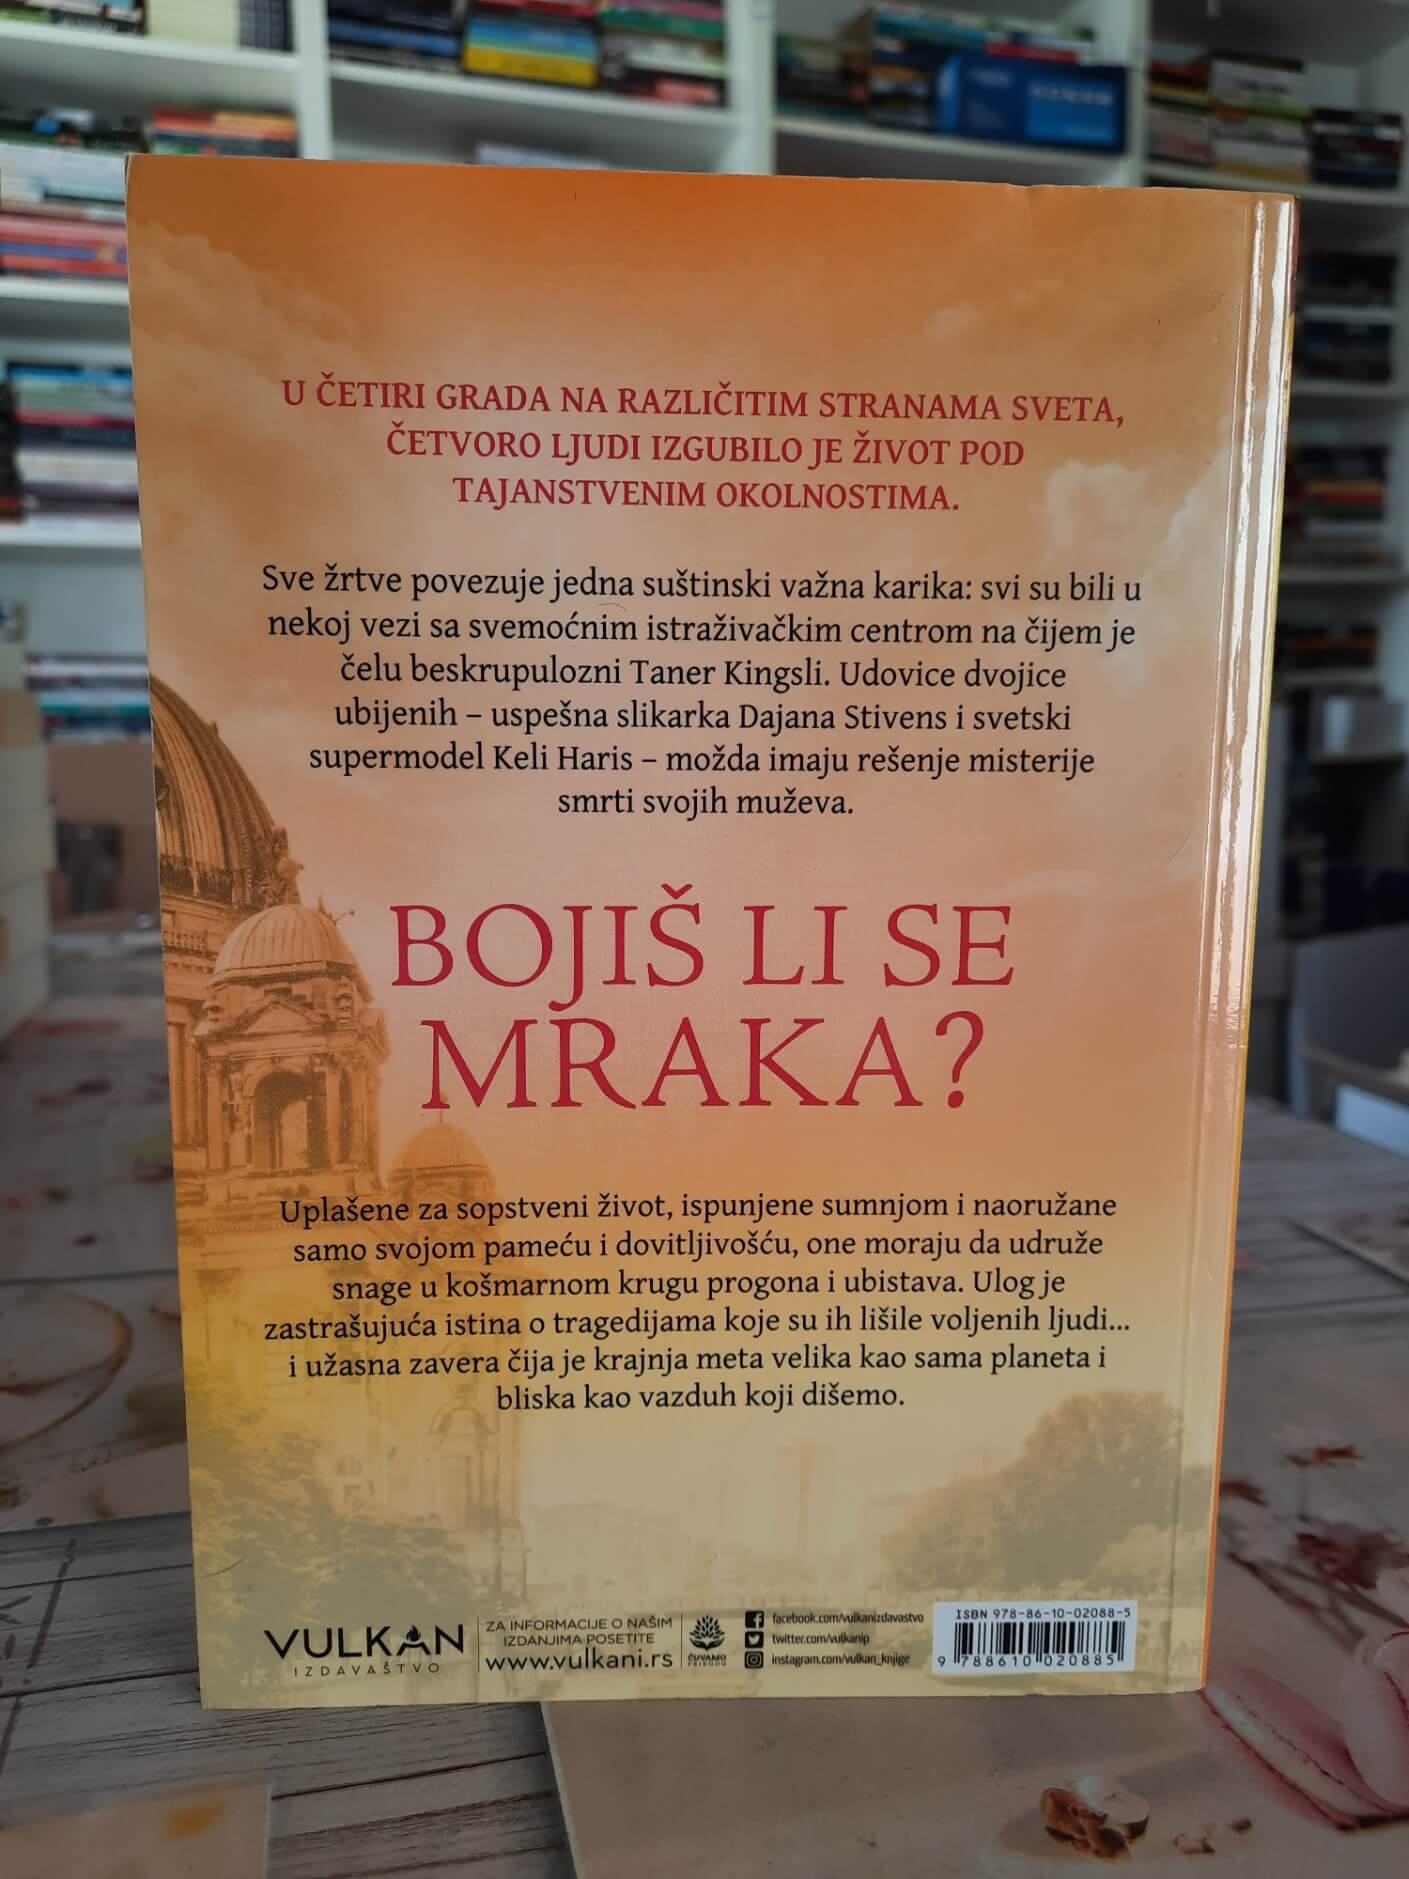 U ČETIRI GRADA NA RAZLIČITIM STRANAMA SVETA,
ČETVORO LJUDI IZGUBILO JE ŽIVOT POD
TAJANSTVENIM OKOLNOSTIMA.
Sve žrtve povezuje jedna suštinski važna karika: svi su bili u
nekoj vezi sa svemoćnim istraživačkim centrom na čijem je
čelu beskrupulozni Taner Kingsli. Udovice dvojice
ubijenih – uspešna slikarka Dajana Stivens i svetski
supermodel Keli Haris – možda imaju rešenje misterije
smrti svojih muževa.
BOJIŠ LI SE
MRAKA?
Uplašene za sopstveni život, ispunjene sumnjom i naoružane
samo svojom pameću i dovitljivošću, one moraju da udruže
snage u košmarnom krugu progona i ubistava. Ulog je
zastrašujuća istina o tragedijama koje su ih lišile voljenih ljudi...
i užasna zavera čija je krajnja meta velika kao sama planeta i
bliska kao vazduh koji dišemo.
VULKAN
IZDAVAŠTVO
ZA INFORMACIJE O NAŠIM
IZDANJIMA POSETITE
www.vulkani.rs
ČUVAMO
PRIRODU
facebook.com/vulkanizdavastvo
twitter.com/vulkanip
instagram.com/vulkan_knjige
ISBN 978-86-10-02088-5
9 788610 020885